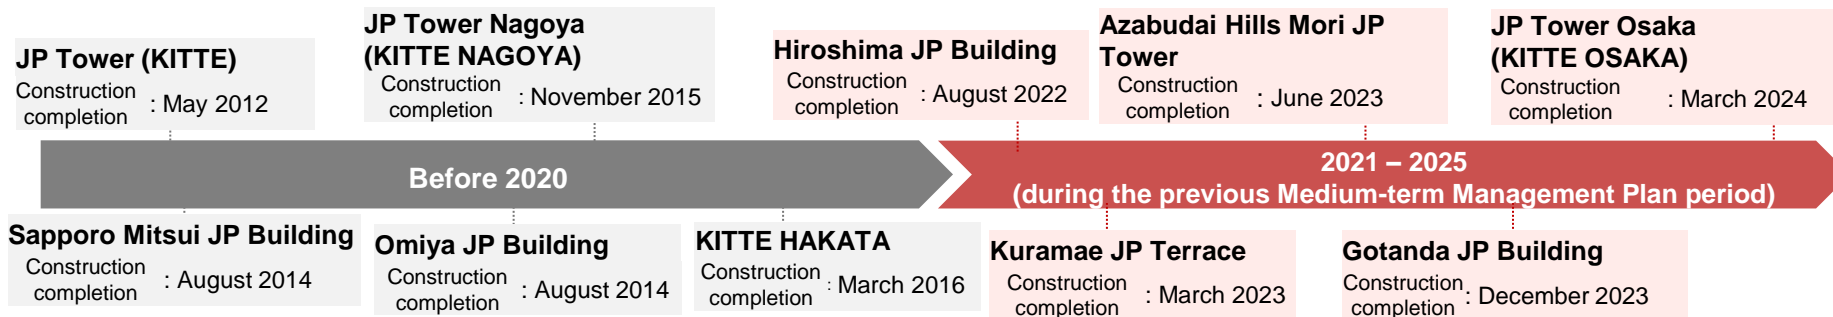 JP Tower (KITTE)
Construction
completion : May 2012
JP Tower Nagoya
(KITTE NAGOYA)
Construction
completion : November 2015
Hiroshima JP Building
Construction
completion : August 2022
Azabudai Hills Mori JP
Tower
Construction
completion : June 2023
JP Tower Osaka
(KITTE OSAKA)
Construction
completion : March 2024
Before 2020
2021 – 2025
(during the previous Medium-term Management Plan period)
Sapporo Mitsui JP Building
Construction
completion : August 2014
Omiya JP Building
Construction
completion : August 2014
KITTE HAKATA
Construction
completion : March 2016
Kuramae JP Terrace
Construction
completion : March 2023
Gotanda JP Building
Construction
completion : December 2023